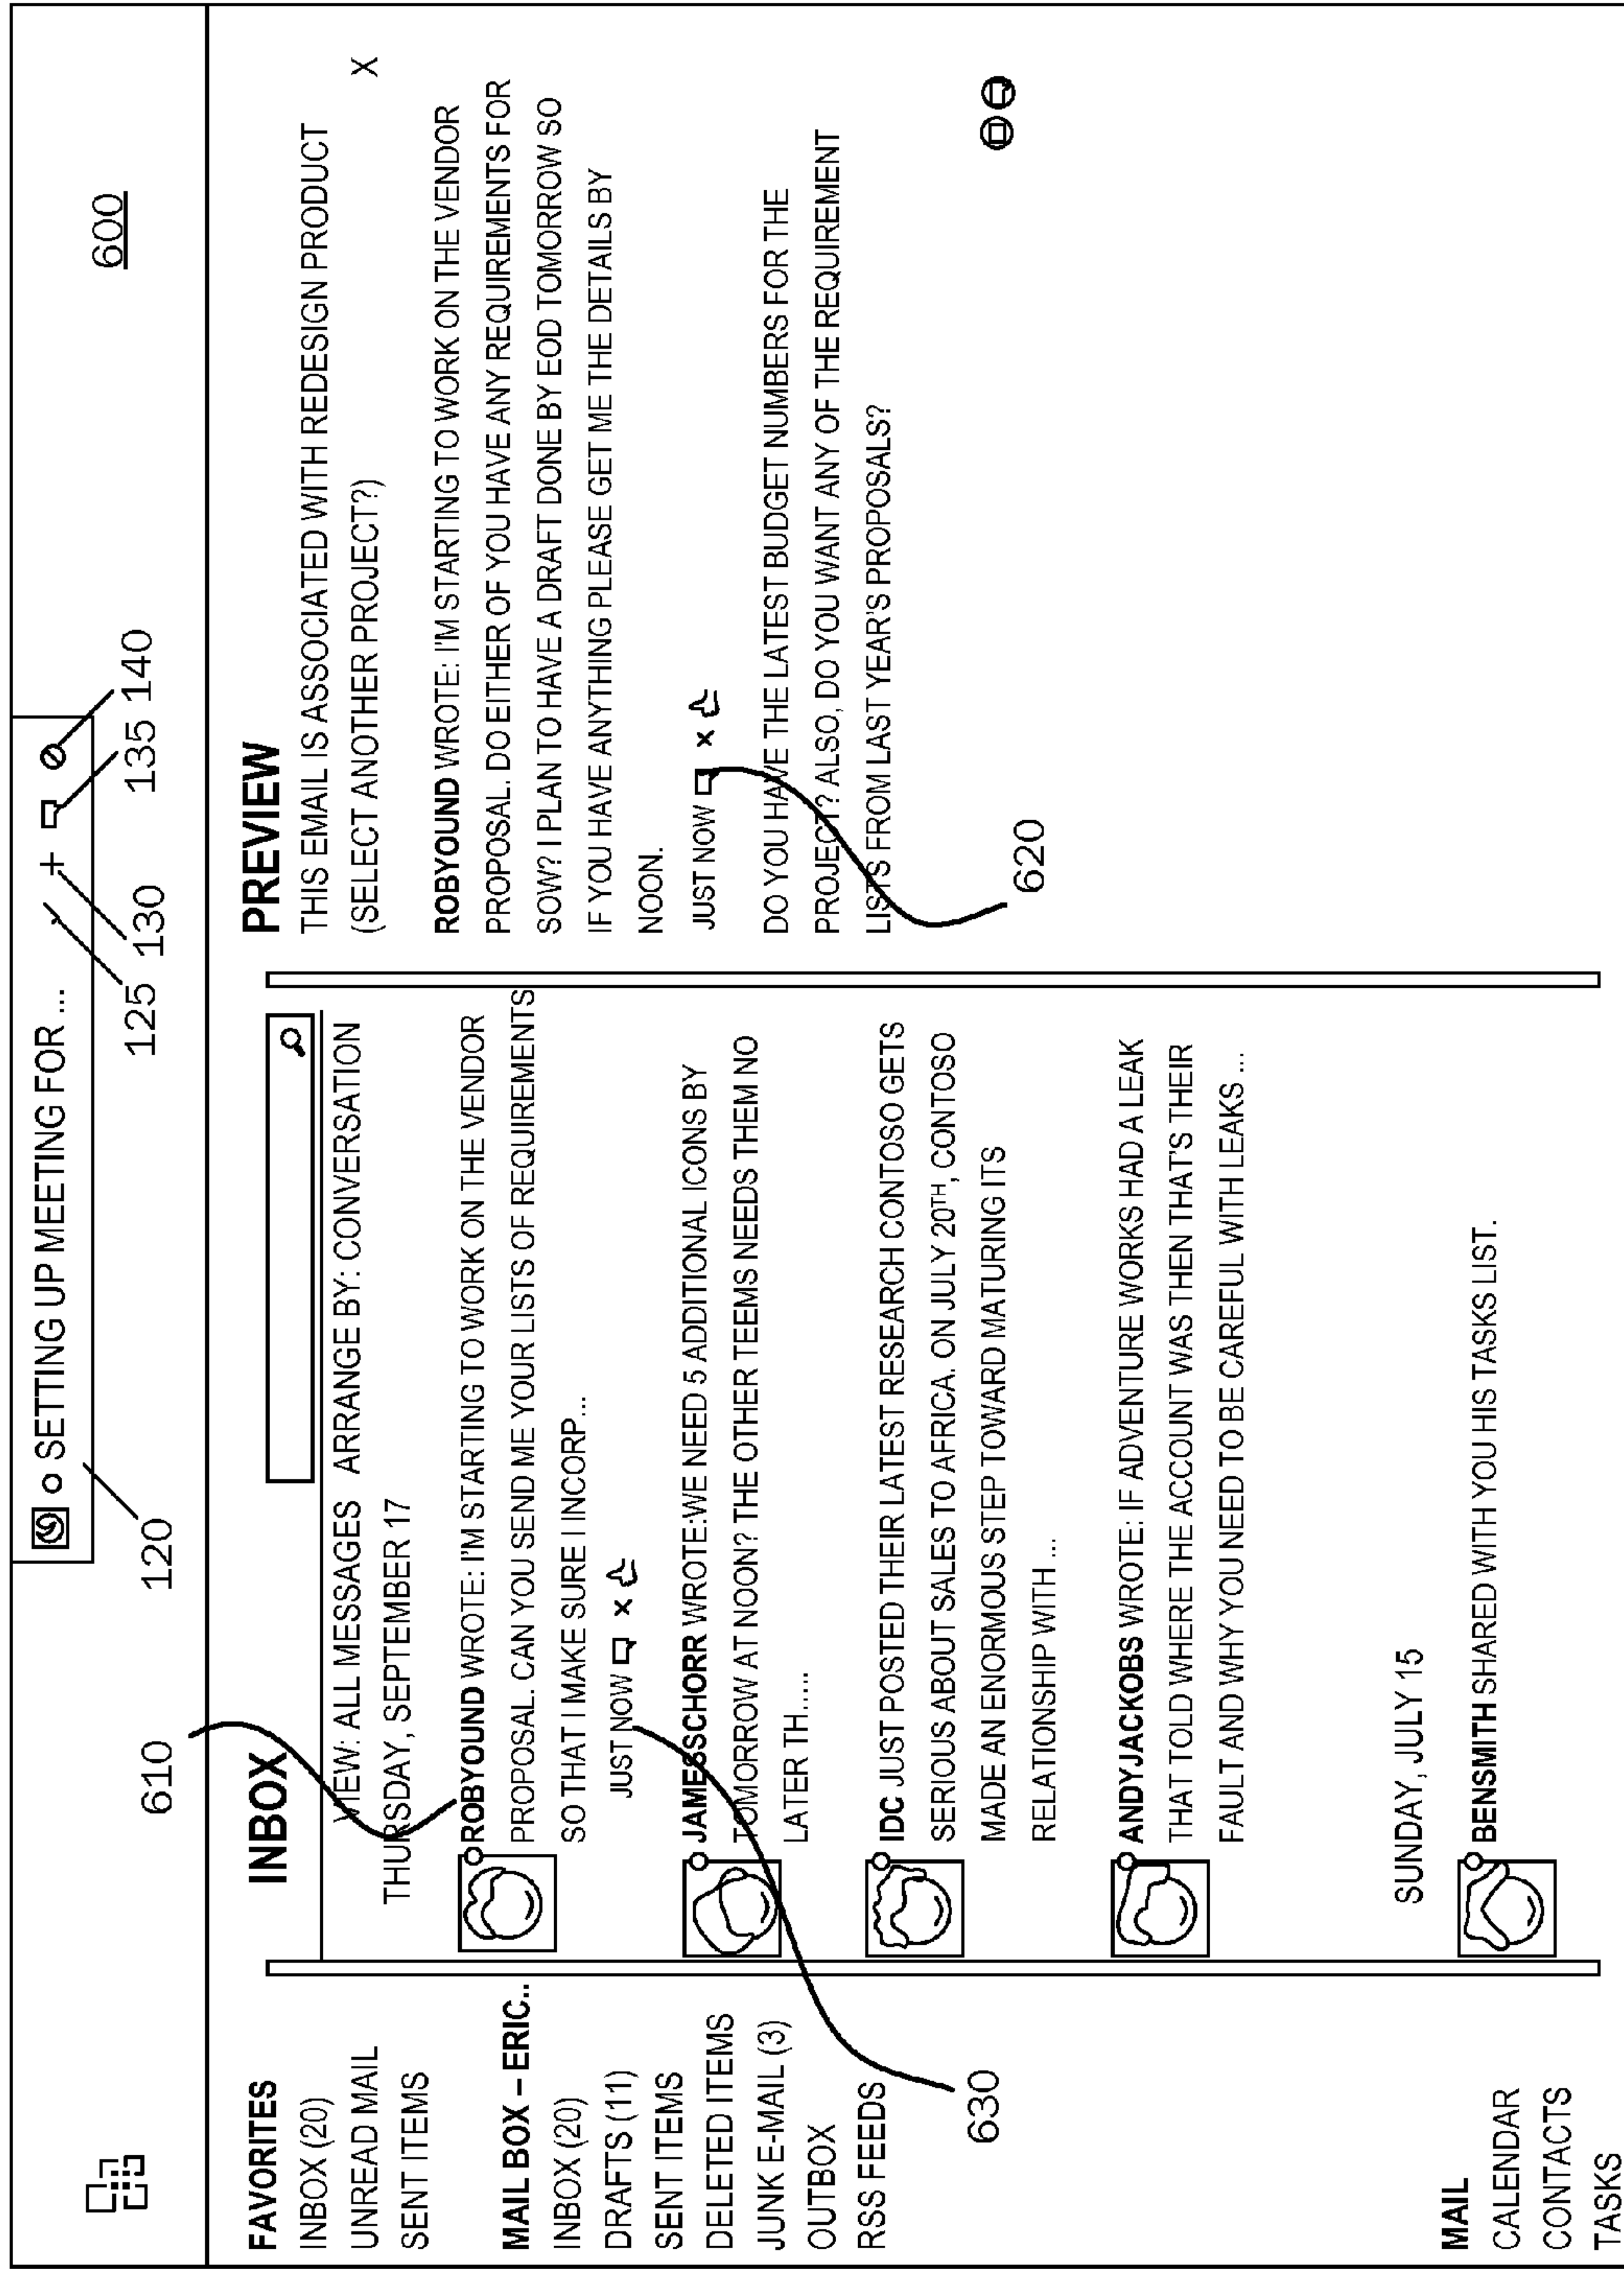 SETTING UP MEETING FOR ...
600
120
125
130
135
140
610
FAVORITES
INBOX (20)
UNREAD MAIL
SENT ITEMS
MAIL BOX – ERIC..
INBOX (20)
DRAFTS (11)
SENT ITEMS
DELETED ITEMS
JUNK E-MAIL (3)
OUTBOX
RSS FEEDS
630
MAIL
CALENDAR
CONTACTS
TASKS
INBOX
VIEW: ALL MESSAGES ARRANGE BY: CONVERSATION
THURSDAY, SEPTEMBER 17
ROBYOUND WROTE: I'M STARTING TO WORK ON THE VENDOR
PROPOSAL. CAN YOU SEND ME YOUR LISTS OF REQUIREMENTS
SO THAT I MAKE SURE I INCORP...
JUST NOW
JAMESSCHORR WROTE:WE NEED 5 ADDITIONAL ICONS BY
TOMORROW AT NOON? THE OTHER TEEMS NEEDS THEM NO
LATER TH......
IDC JUST POSTED THEIR LATEST RESEARCH CONTOSO GETS
SERIOUS ABOUT SALES TO AFRICA. ON JULY 20TH, CONTOSO
MADE AN ENORMOUS STEP TOWARD MATURING ITS
RELATIONSHIP WITH ...
ANDYJACKOBS WROTE: IF ADVENTURE WORKS HAD A LEAK
THAT TOLD WHERE THE ACCOUNT WAS THEN THAT'S THEIR
FAULT AND WHY YOU NEED TO BE CAREFUL WITH LEAKS ...
SUNDAY, JULY 15
BENSMITH SHARED WITH YOU HIS TASKS LIST.
PREVIEW
THIS EMAIL IS ASSOCIATED WITH REDESIGN PRODUCT
(SELECT ANOTHER PROJECT?) X
ROBYOUND WROTE: I'M STARTING TO WORK ON THE VENDOR
PROPOSAL. DO EITHER OF YOU HAVE ANY REQUIREMENTS FOR
SOW? I PLAN TO HAVE A DRAFT DONE BY EOD TOMORROW SO
IF YOU HAVE ANYTHING PLEASE GET ME THE DETAILS BY
NOON.
JUST NOW
DO YOU HAVE THE LATEST BUDGET NUMBERS FOR THE
PROJECT? ALSO, DO YOU WANT ANY OF THE REQUIREMENT
LISTS FROM LAST YEAR'S PROPOSALS?
620